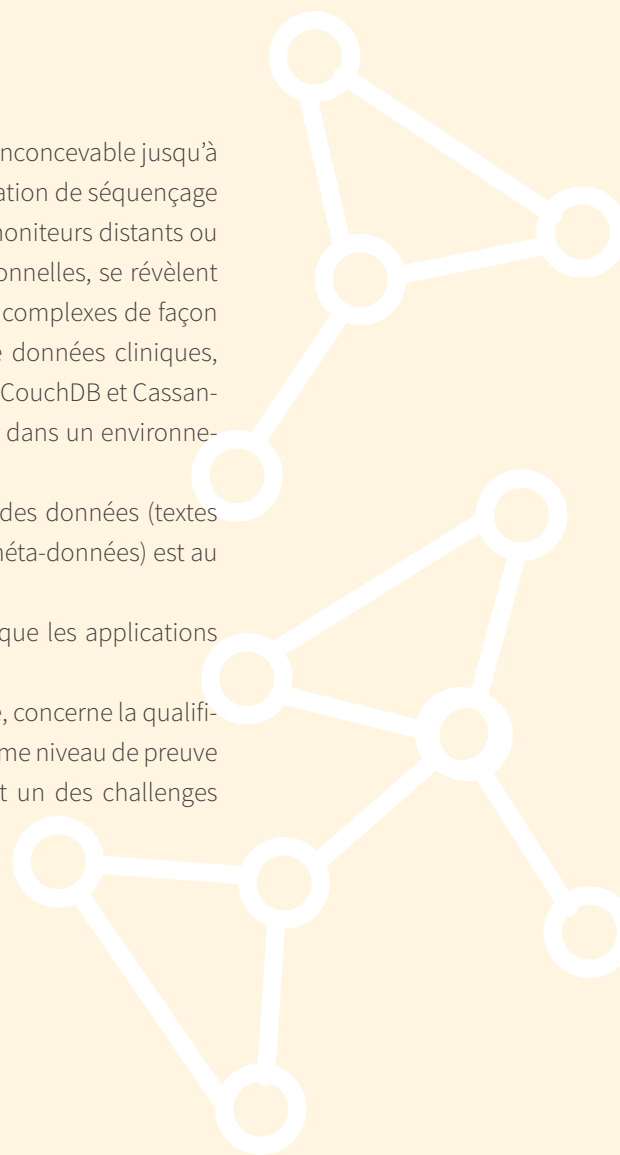 nconcevable jusqu’à
ation de séquençage
noniteurs distants ou
onnelles, se révèlent
complexes de façon
données cliniques,
CouchDB et Cassan-
dans un environne-
des données (textes
méta-données) est au
que les applications
, concerne la qualifi-
me niveau de preuve
t un des challenges